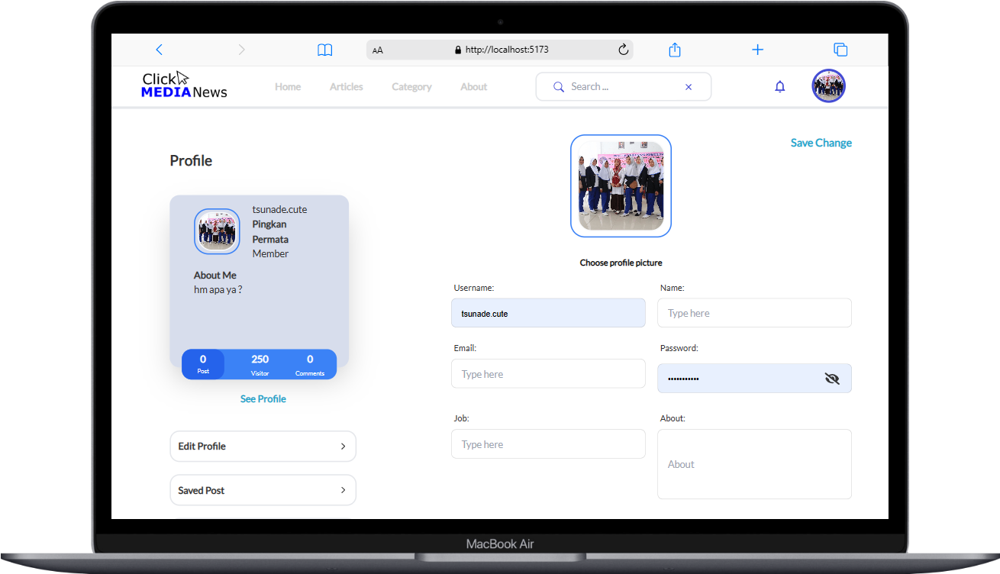 AA http://localhost:5173
Click
MEDIANews
Home Articles Category About Search ...
Save Change
Profile
tsunade.cute
Pingkan
Permata
Member
About Me
hm apa ya ?
0 250 0
Post Visitor Comments
See Profile
Edit Profile
Saved Post
Choose profile picture
Username: Name:
tsunade.cute Type here
Email: Password:
Type here •••••••••••
Job: About:
Type here About
MacBook Air